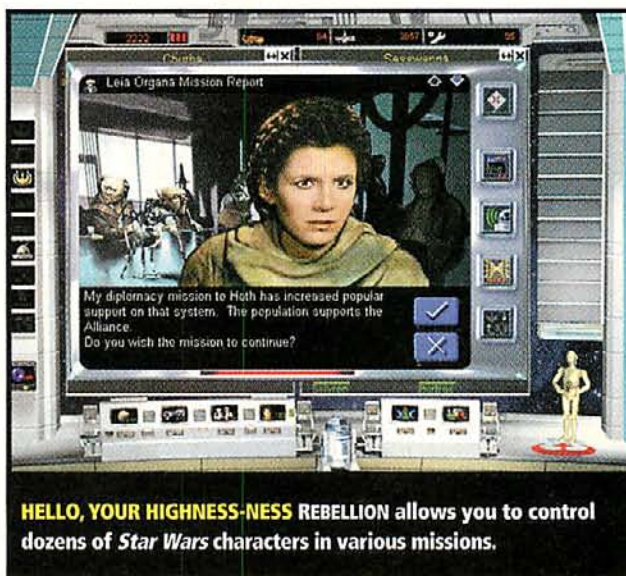 Leia Organa Mission Report
My diplomacy mission to Hoth has increased popular
support on that system. The population supports the
Alliance.
Do you wish the mission to continue?
HELLO, YOUR HIGHNESS-NESS REBELLION allows you to control
dozens of Star Wars characters in various missions.